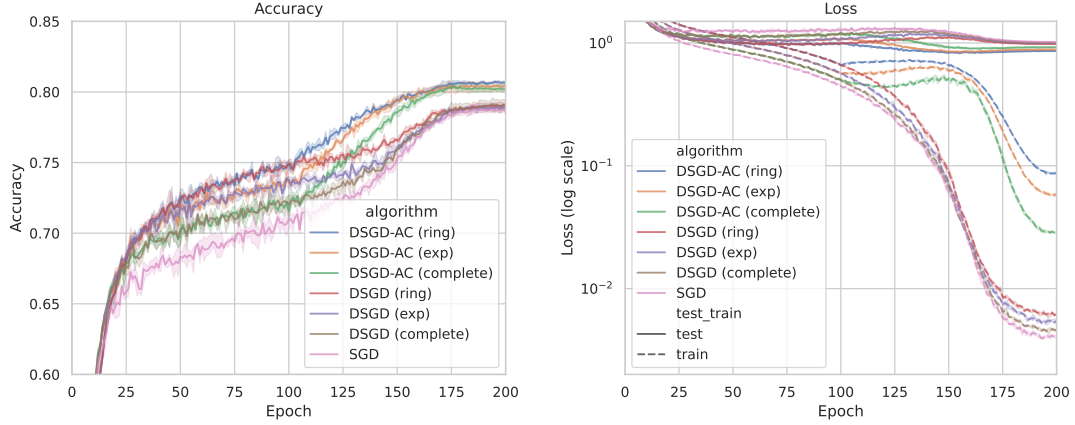 Accuracy
0.85
0.80
0.75
0.70
0.65
0.60
Accuracy
0
25
50
75
100
125
150
175
200
Epoch
algorithm
DSGD-AC (ring)
DSGD-AC (exp)
DSGD-AC (complete)
DSGD (ring)
DSGD (exp)
DSGD (complete)
SGD
Loss
10⁰
10⁻¹
10⁻²
Loss (log scale)
0
25
50
75
100
125
150
175
200
Epoch
algorithm
DSGD-AC (ring)
DSGD-AC (exp)
DSGD-AC (complete)
DSGD (ring)
DSGD (exp)
DSGD (complete)
SGD
test_train
test
train